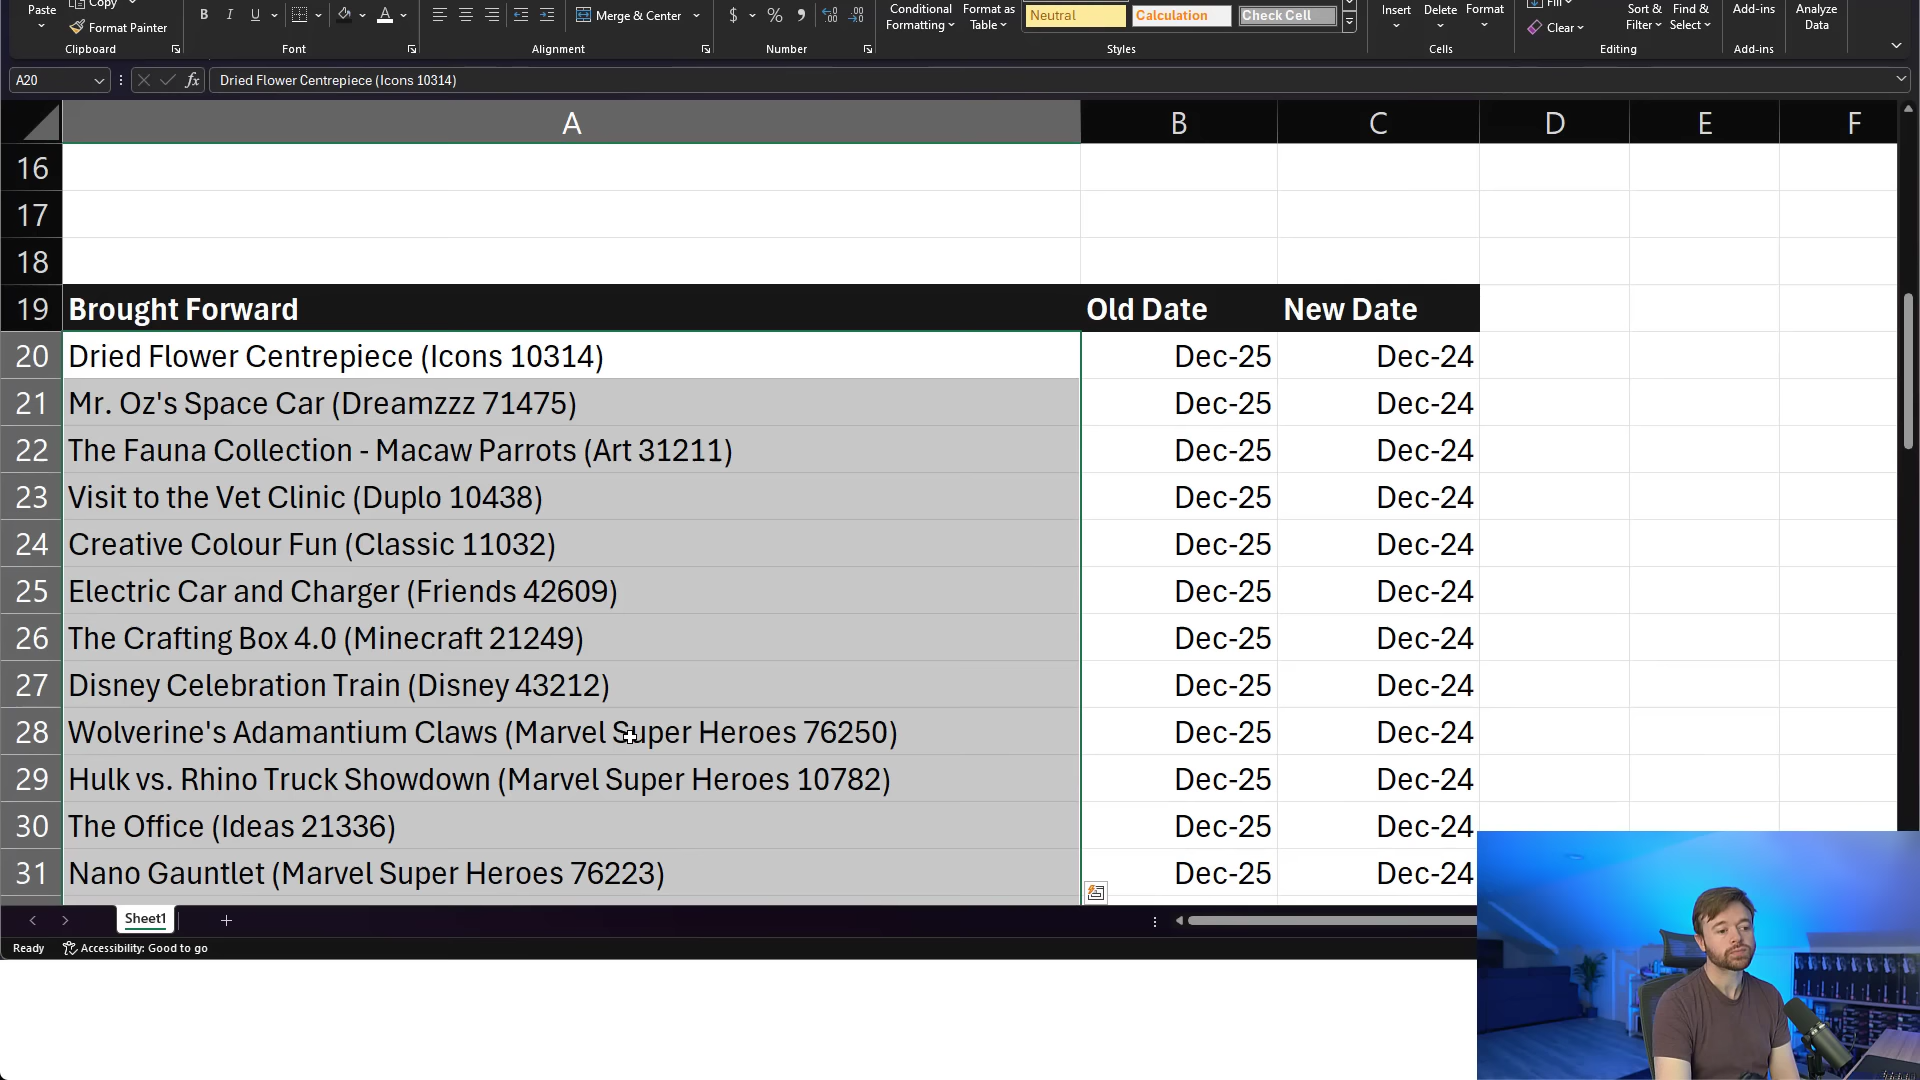 Paste Copy B I U Merge & Center $ % , Conditional Formatting Format as Table Neutral Calculation Check Cell Insert Delete Format Fill Clear Sort & Filter Find & Select Add-ins Analyze Data
Format Painter
Clipboard Font Alignment Number Styles Cells Editing Add-ins
A20 fx Dried Flower Centrepiece (Icons 10314)
A B C D E F
16
17
18
19 Brought Forward Old Date New Date
20 Dried Flower Centrepiece (Icons 10314) Dec-25 Dec-24
21 Mr. Oz's Space Car (Dreamzzz 71475) Dec-25 Dec-24
22 The Fauna Collection - Macaw Parrots (Art 31211) Dec-25 Dec-24
23 Visit to the Vet Clinic (Duplo 10438) Dec-25 Dec-24
24 Creative Colour Fun (Classic 11032) Dec-25 Dec-24
25 Electric Car and Charger (Friends 42609) Dec-25 Dec-24
26 The Crafting Box 4.0 (Minecraft 21249) Dec-25 Dec-24
27 Disney Celebration Train (Disney 43212) Dec-25 Dec-24
28 Wolverine's Adamantium Claws (Marvel Super Heroes 76250) Dec-25 Dec-24
29 Hulk vs. Rhino Truck Showdown (Marvel Super Heroes 10782) Dec-25 Dec-24
30 The Office (Ideas 21336) Dec-25 Dec-24
31 Nano Gauntlet (Marvel Super Heroes 76223) Dec-25 Dec-24
Sheet1
Ready Accessibility: Good to go